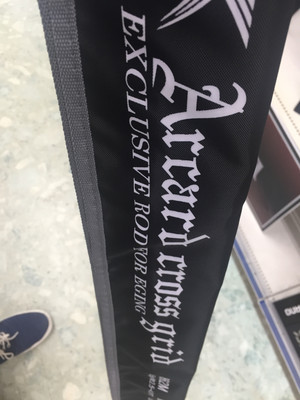 Arcard cross grid
EXCLUSIVE ROD FOR EGING